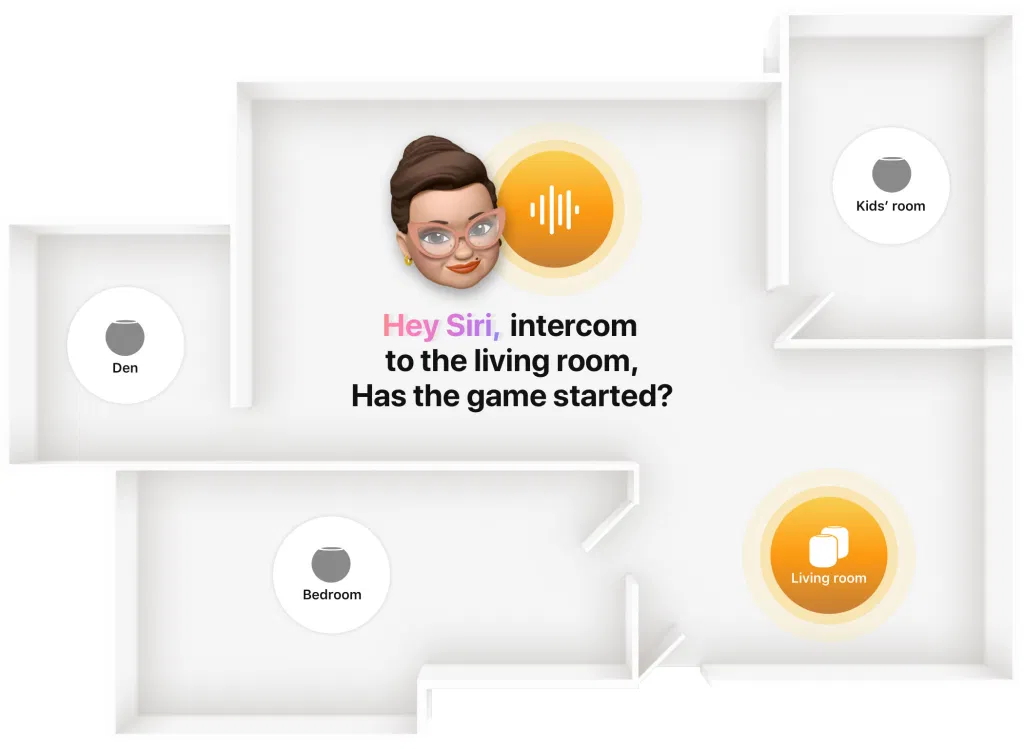 Kids’ room
Hey Siri, intercom
to the living room,
Has the game started?
Den
Bedroom
Living room